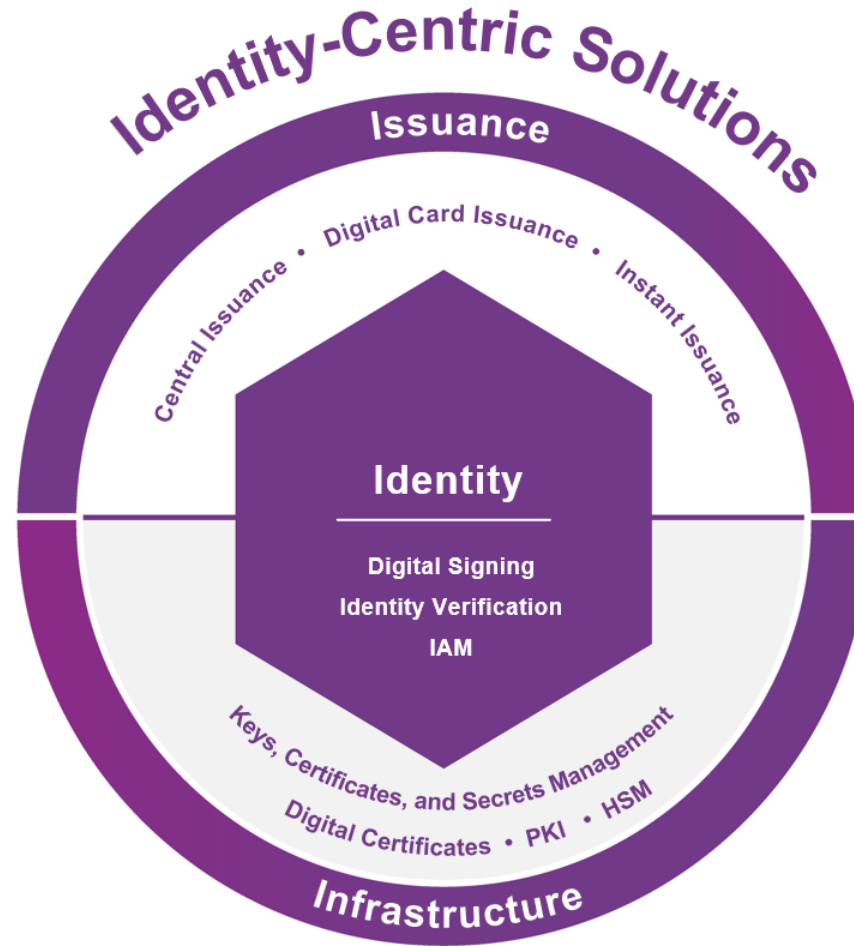 Identity-Centric Solutions
Issuance
Central Issuance • Digital Card Issuance • Instant Issuance
Identity
Digital Signing
Identity Verification
IAM
Keys, Certificates, and Secrets Management
Digital Certificates • PKI • HSM
Infrastructure